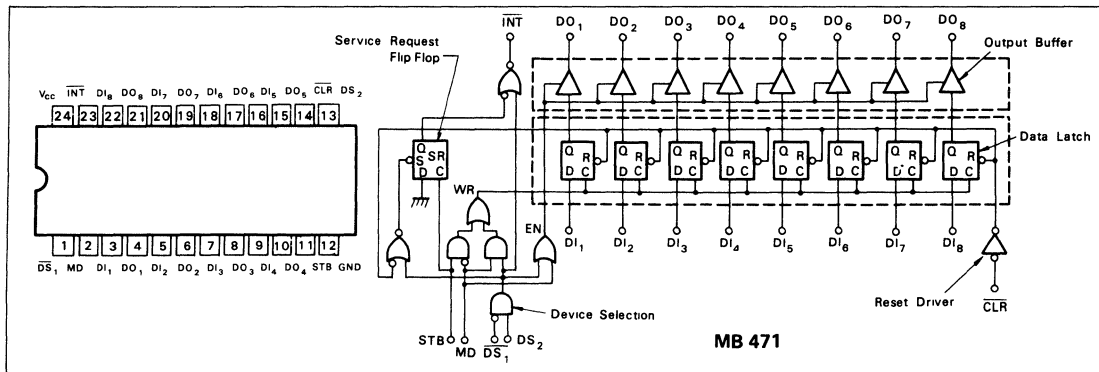 INT DO1 DO2 DO3 DO4 DO5 DO6 DO7 DO8
Service Request
Flip Flop
Output Buffer
VCC INT DI8 DO8 DI7 DO7 DI6 DO6 DI5 DO5 CLR DS2
24 23 22 21 20 19 18 17 16 15 14 13
Q
S SR
D C
Q R
D C
Q R
D C
Q R
D C
Q R
D C
Q R
D C
Q R
D C
Q R
D C
Q R
D C
Data Latch
WR
EN
DI1 DI2 DI3 DI4 DI5 DI6 DI7 DI8
1 2 3 4 5 6 7 8 9 10 11 12
DS1 MD DI1 DO1 DI2 DO2 DI3 DO3 DI4 DO4 STB GND
Device Selection
Reset Driver
CLR
STB MD DS1 DS2
MB 471